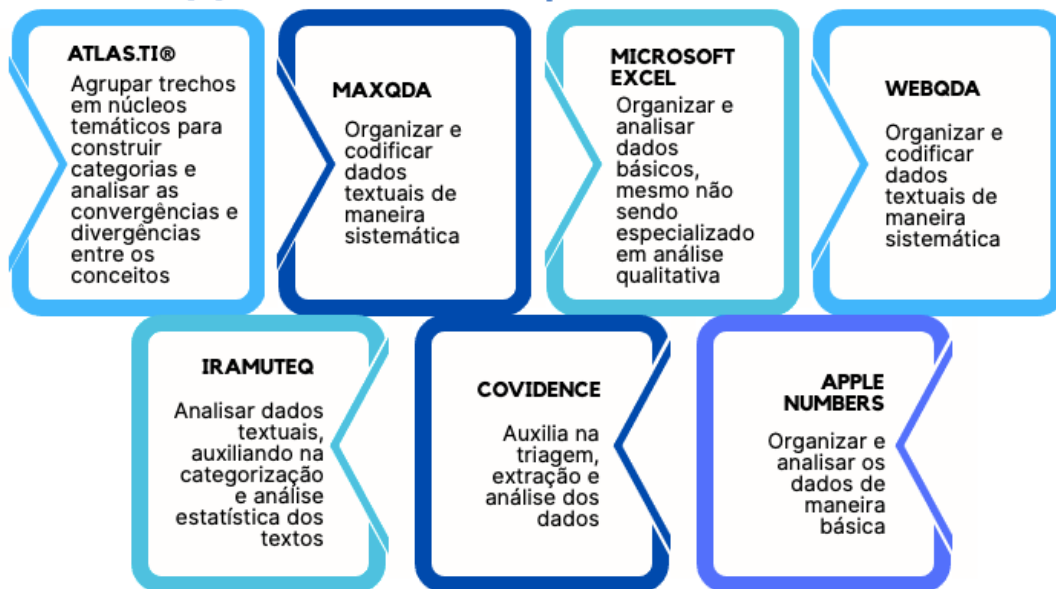 ATLAS.TI®
Agrupar trechos
em núcleos
temáticos para
construir
categorias e
analisar as
convergências e
divergências
entre os
conceitos
MAXQDA
Organizar e
codificar
dados
textuais de
maneira
sistemática
MICROSOFT
EXCEL
Organizar e
analisar
dados
básicos,
mesmo não
sendo
especializado
em análise
qualitativa
WEBQDA
Organizar e
codificar
dados
textuais de
maneira
sistemática
IRAMUTEQ
Analisar dados
textuais,
auxiliando na
categorização
e análise
estatística dos
textos
COVIDENCE
Auxilia na
triagem,
extração e
análise dos
dados
APPLE
NUMBERS
Organizar e
analisar os
dados de
maneira
básica